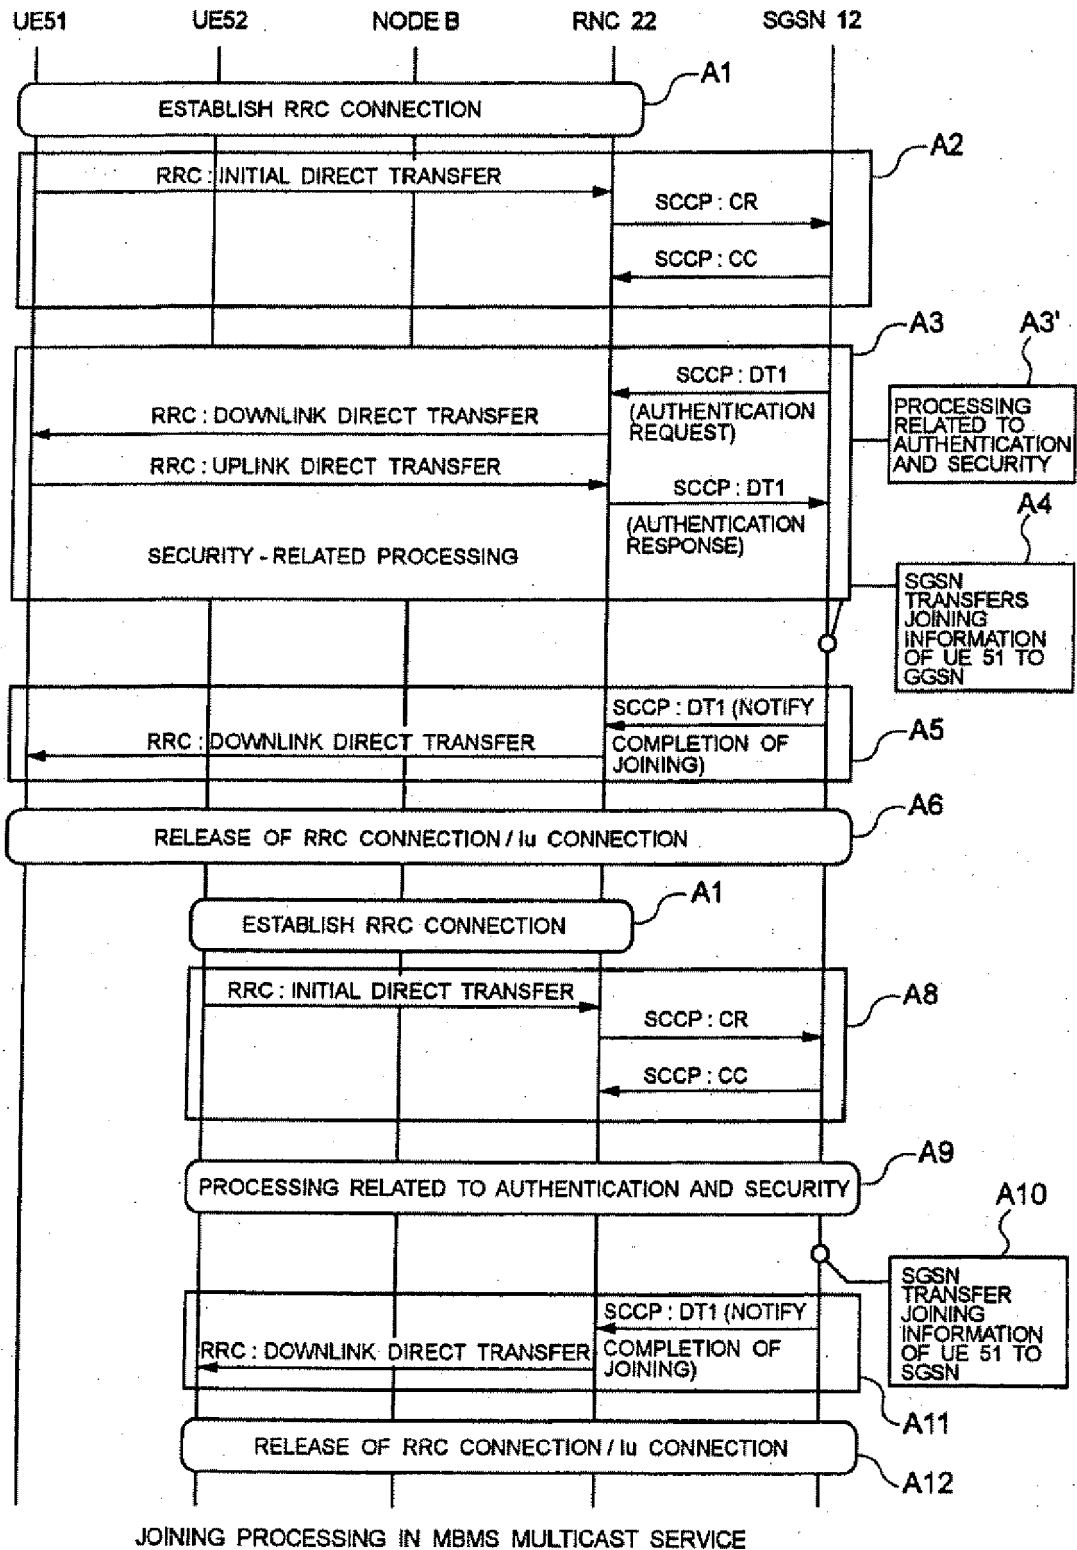 UE51 UE52 NODE B RNC 22 SGSN 12
A1
ESTABLISH RRC CONNECTION
A2
RRC : INITIAL DIRECT TRANSFER
SCCP : CR
SCCP : CC
A3
A3'
SCCP : DT1
RRC : DOWNLINK DIRECT TRANSFER
(AUTHENTICATION
REQUEST)
PROCESSING
RELATED TO
AUTHENTICATION
AND SECURITY
RRC : UPLINK DIRECT TRANSFER
SCCP : DT1
(AUTHENTICATION
RESPONSE)
SECURITY - RELATED PROCESSING
A4
SGSN
TRANSFERS
JOINING
INFORMATION
OF UE 51 TO
GGSN
SCCP : DT1 (NOTIFY
COMPLETION OF
JOINING)
RRC : DOWNLINK DIRECT TRANSFER
A5
A6
RELEASE OF RRC CONNECTION / Iu CONNECTION
A1
ESTABLISH RRC CONNECTION
RRC : INITIAL DIRECT TRANSFER
A8
SCCP : CR
SCCP : CC
A9
PROCESSING RELATED TO AUTHENTICATION AND SECURITY
A10
SGSN
TRANSFER
JOINING
INFORMATION
OF UE 51 TO
SGSN
SCCP : DT1 (NOTIFY
COMPLETION OF
JOINING)
RRC : DOWNLINK DIRECT TRANSFER
A11
RELEASE OF RRC CONNECTION / Iu CONNECTION
A12
JOINING PROCESSING IN MBMS MULTICAST SERVICE